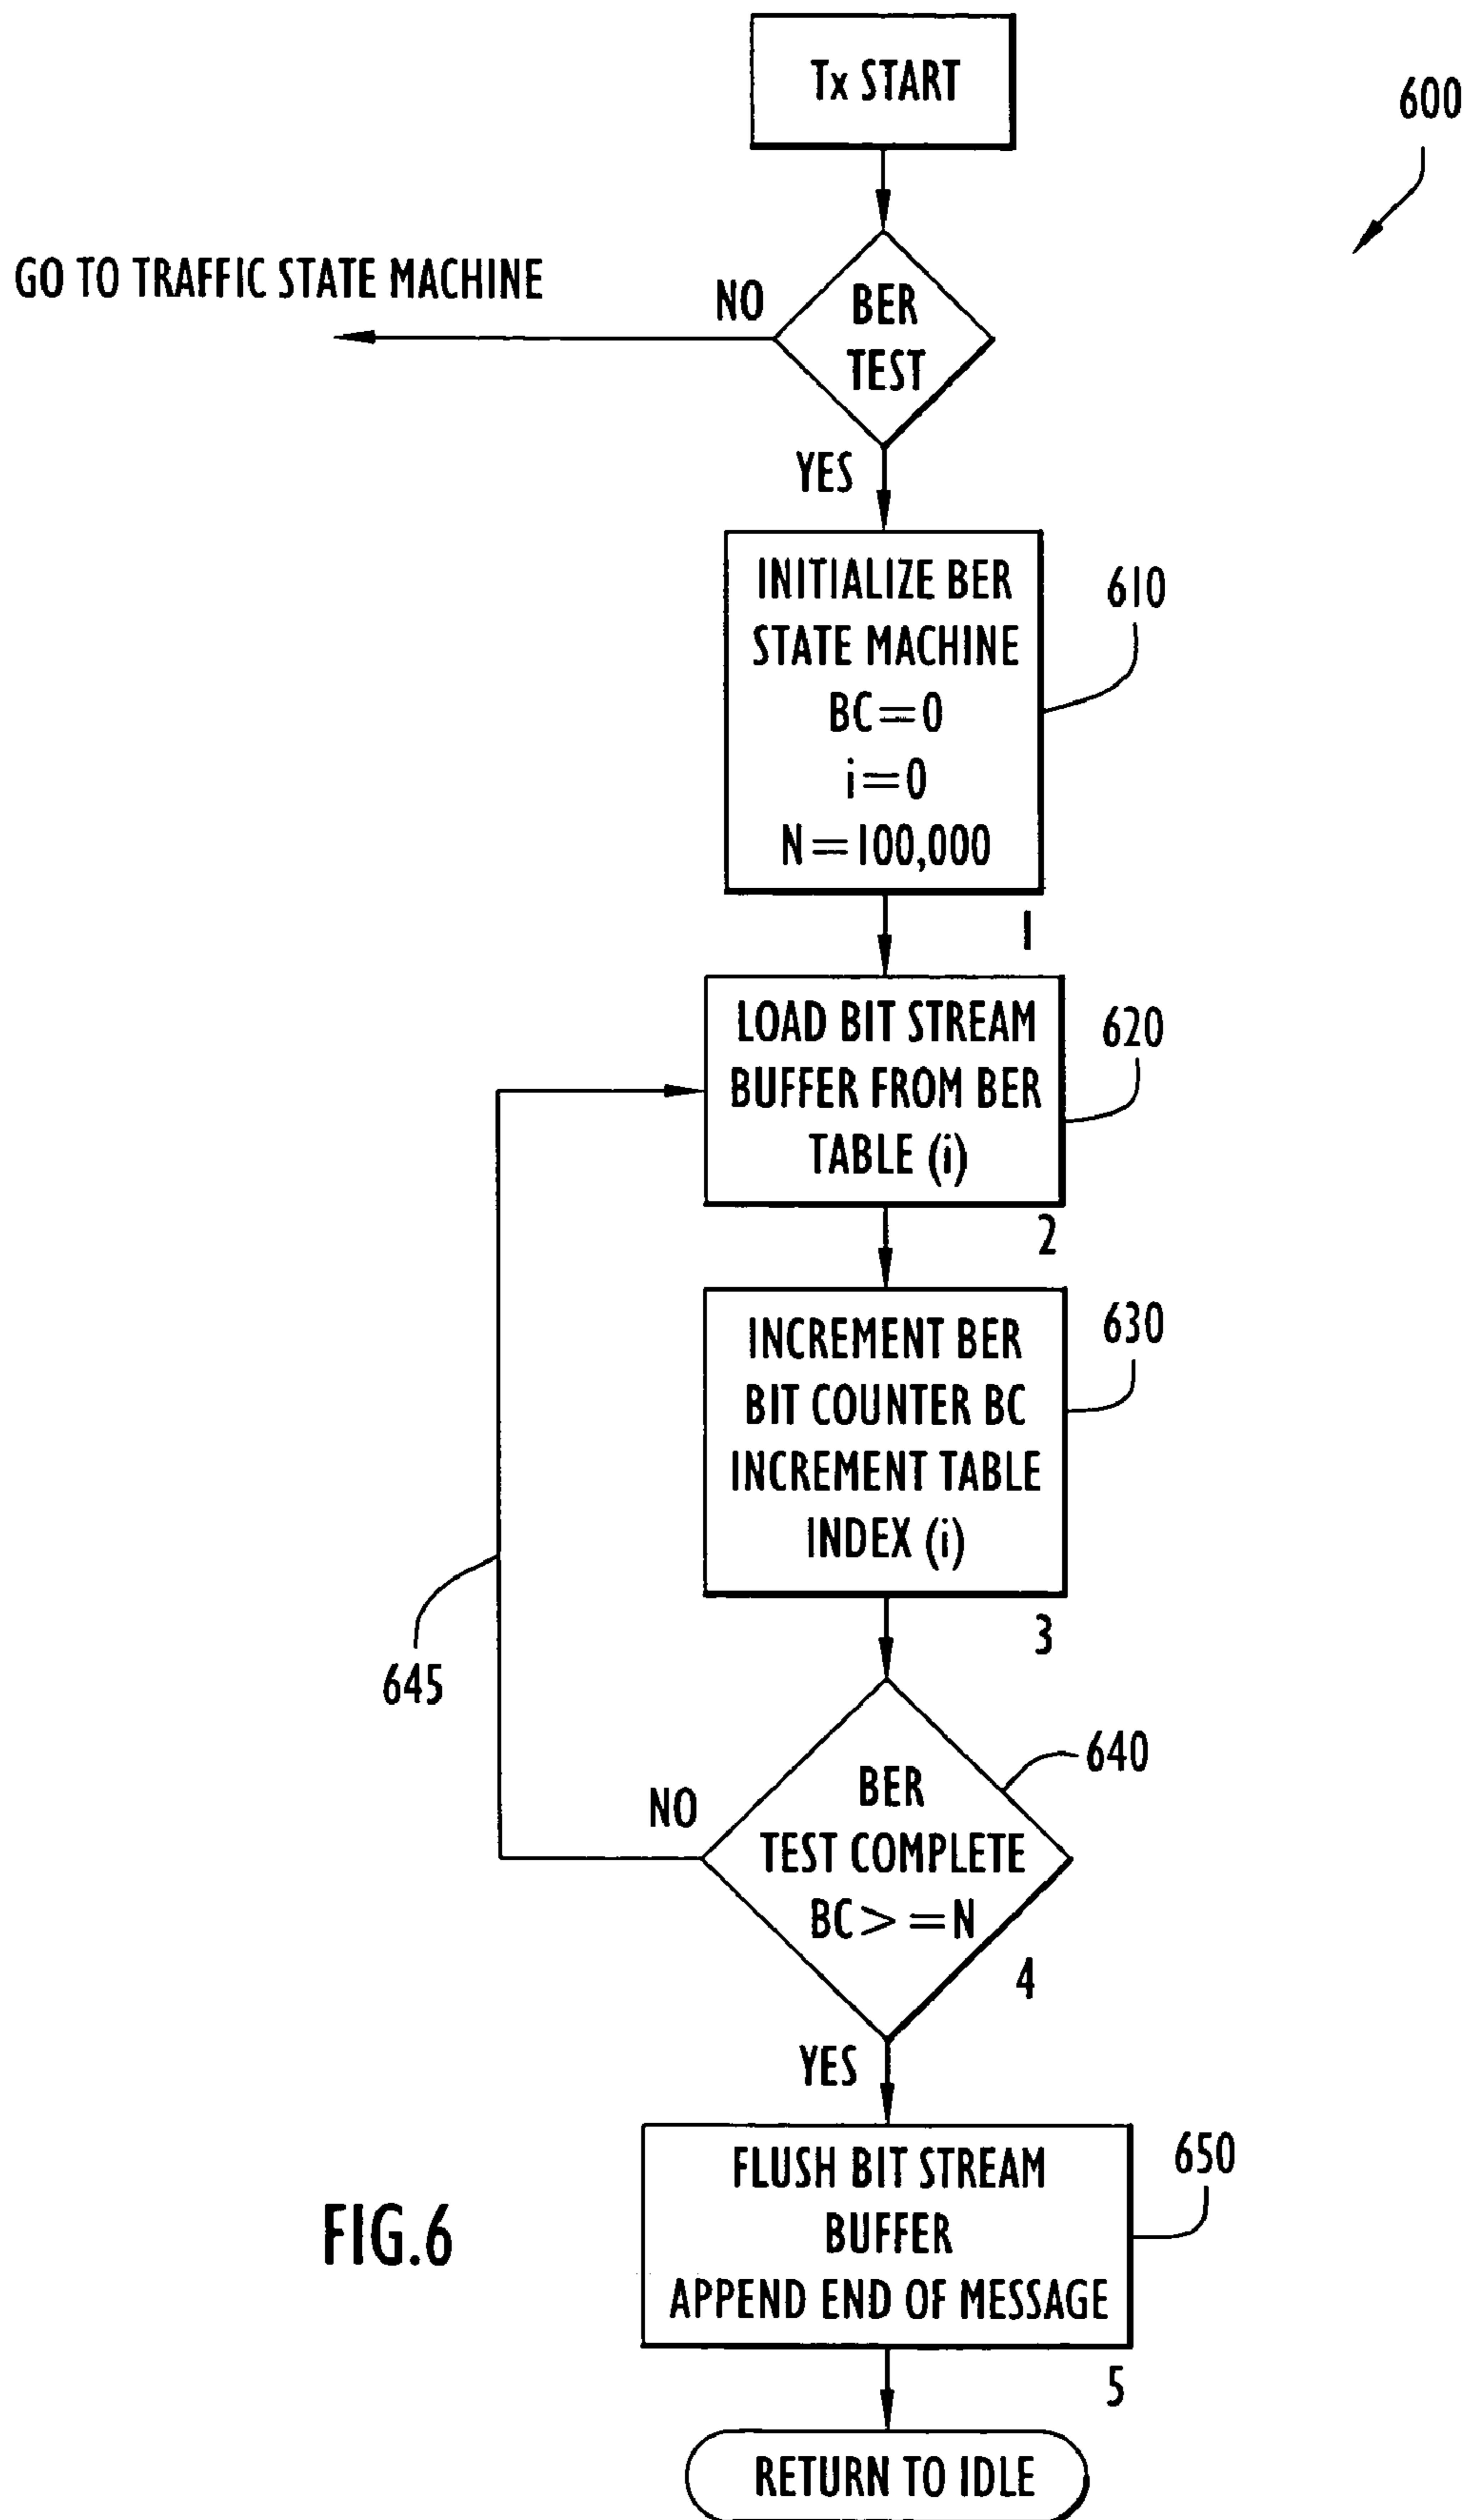 Tx START
600
GO TO TRAFFIC STATE MACHINE
NO
BER
TEST
YES
INITIALIZE BER
STATE MACHINE
BC=0
i=0
N=100,000
610
1
LOAD BIT STREAM
BUFFER FROM BER
TABLE (i)
620
2
INCREMENT BER
BIT COUNTER BC
INCREMENT TABLE
INDEX (i)
630
3
645
640
NO
BER
TEST COMPLETE
BC>=N
4
YES
FLUSH BIT STREAM
BUFFER
APPEND END OF MESSAGE
650
FIG.6
5
RETURN TO IDLE